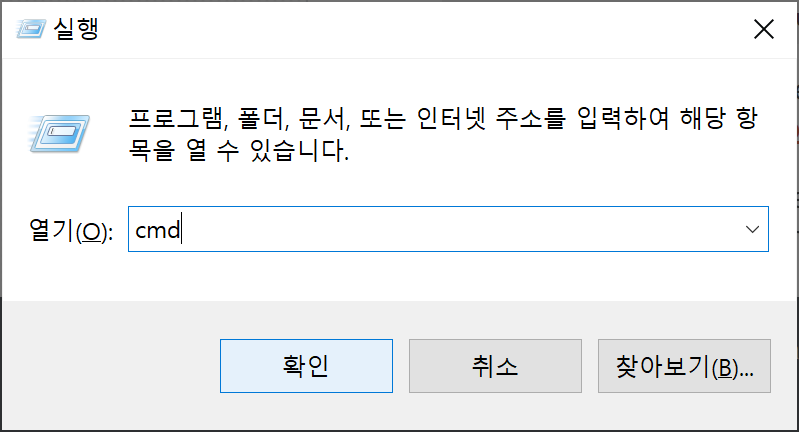 실행
프로그램, 폴더, 문서, 또는 인터넷 주소를 입력하여 해당 항
목을 열 수 있습니다.
열기(O): cmd
확인 취소 찾아보기(B)...